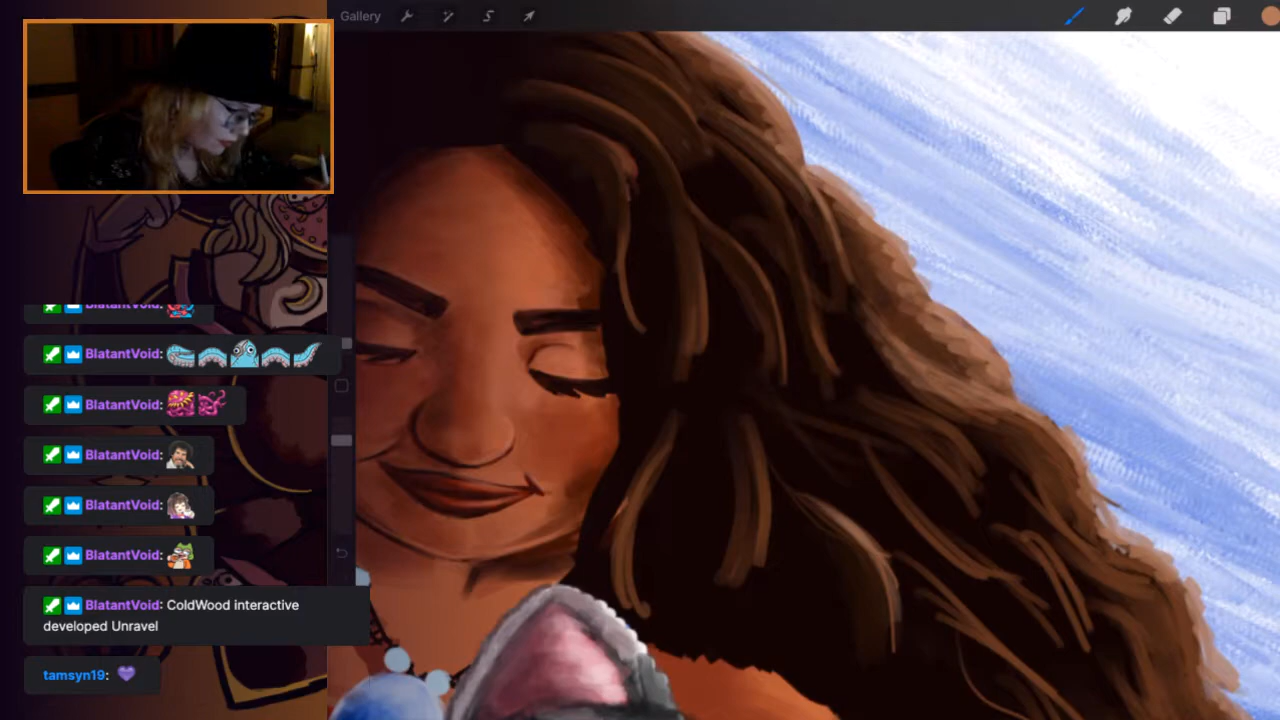 Gallery
BlatantVoid:
BlatantVoid:
BlatantVoid:
BlatantVoid:
BlatantVoid:
BlatantVoid:
BlatantVoid: ColdWood interactive
developed Unravel
tamsyn19: